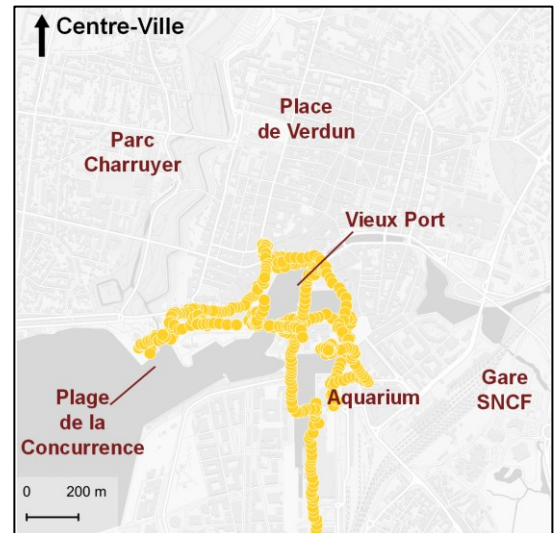 Centre-Ville
Place
de Verdun
Parc
Charruyer
Vieux Port
Plage
de la
Concurrence
Aquarium
Gare
SNCF
0 200 m